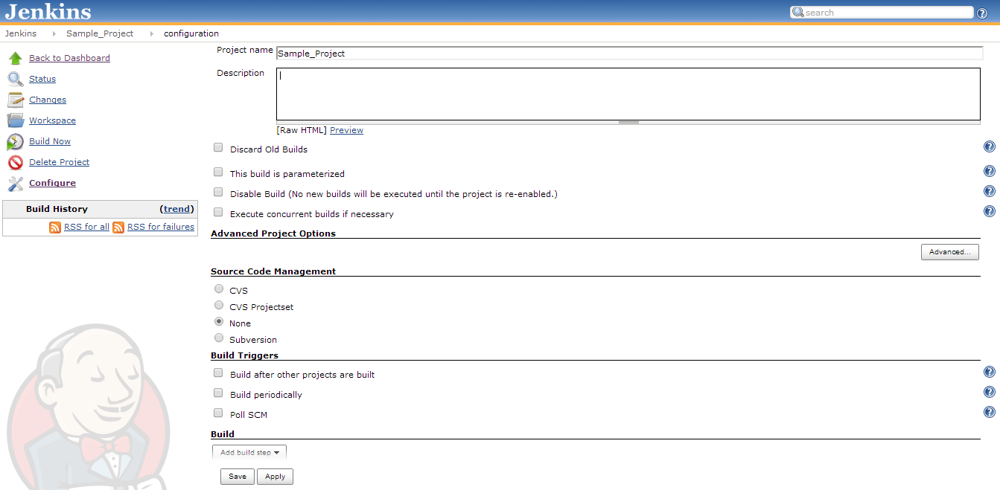 Jenkins
search
Jenkins Sample_Project configuration
Back to Dashboard
Status
Changes
Workspace
Build Now
Delete Project
Configure
Build History (trend)
RSS for all RSS for failures
Project name Sample_Project
Description
[Raw HTML] Preview
Discard Old Builds
This build is parameterized
Disable Build (No new builds will be executed until the project is re-enabled.)
Execute concurrent builds if necessary
Advanced Project Options
Advanced...
Source Code Management
CVS
CVS Projectset
None
Subversion
Build Triggers
Build after other projects are built
Build periodically
Poll SCM
Build
Add build step
Save Apply